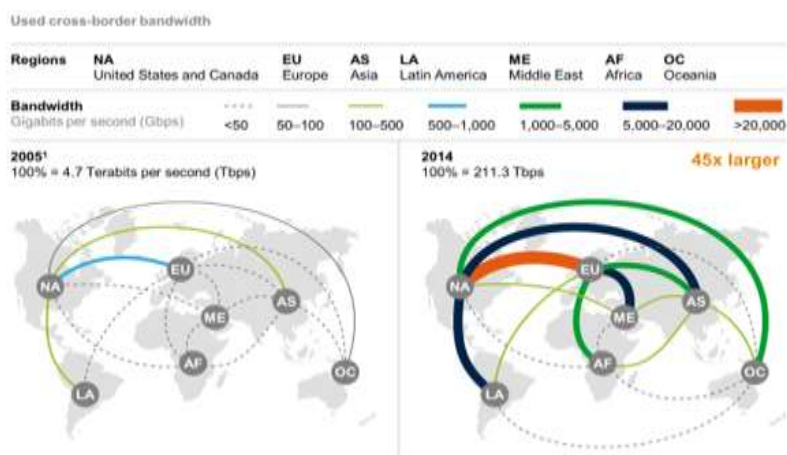 Used cross-border bandwidth
Regions NA EU AS LA ME AF OC
United States and Canada Europe Asia Latin America Middle East Africa Oceania
Bandwidth
Gigabits per second (Gbps) <50 50–100 100–500 500–1,000 1,000–5,000 5,000–20,000 >20,000
2005¹
100% = 4.7 Terabits per second (Tbps)
NA
EU
AS
ME
AF
OC
LA
2014
100% = 211.3 Tbps
45x larger
NA
EU
AS
ME
AF
OC
LA